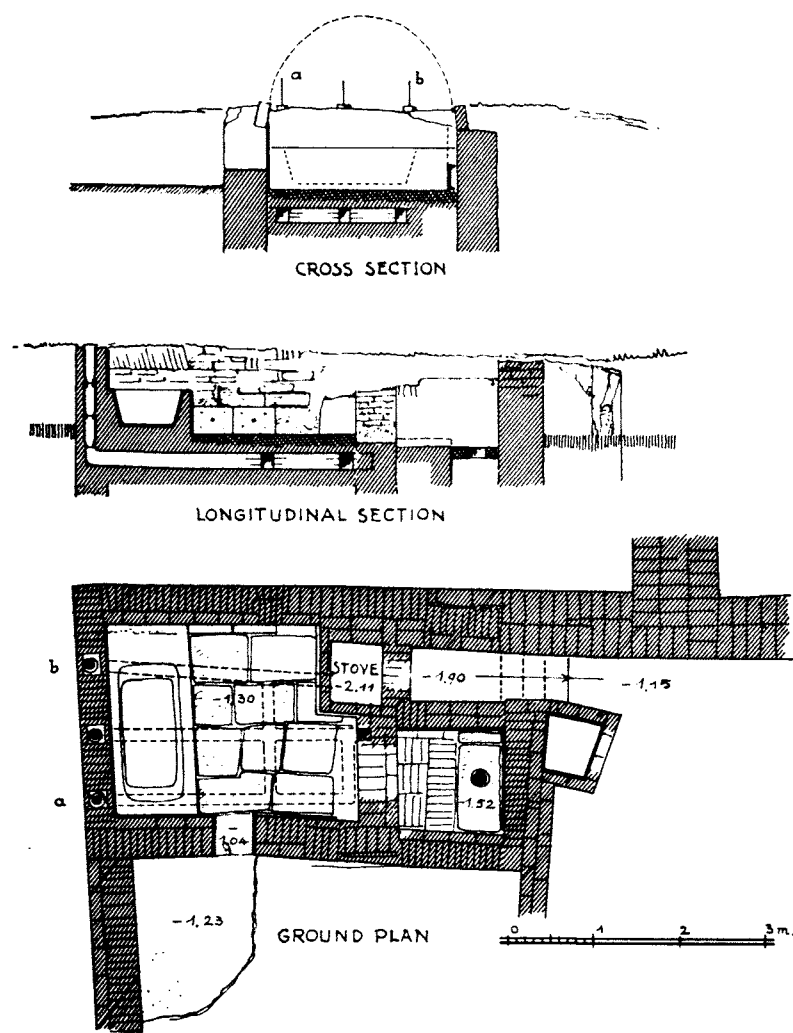 a b
CROSS SECTION
LONGITUDINAL SECTION
b
STOVE
-2.11
-1.90
-1.15
-1.30
a
-1.52
1.04
-1.23
GROUND PLAN
0 1 2 3 m.